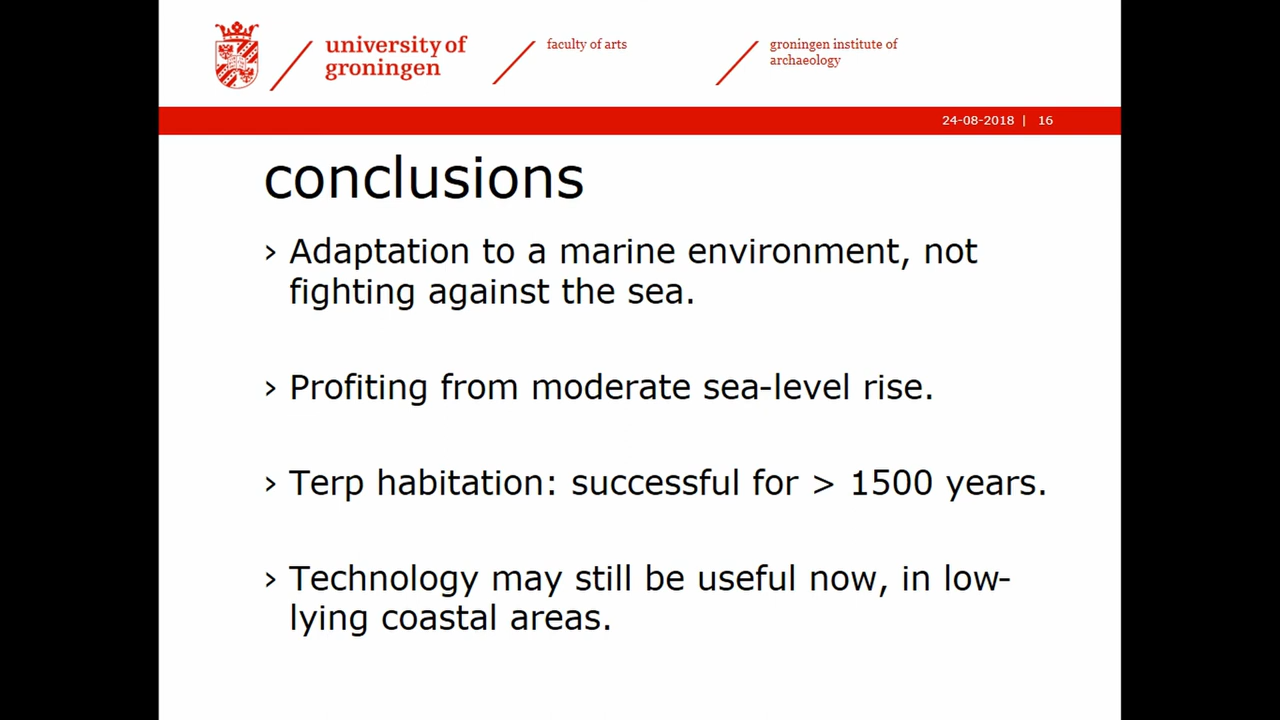 university of
groningen
faculty of arts
groningen institute of
archaeology
24-08-2018 | 16
conclusions
› Adaptation to a marine environment, not
fighting against the sea.
› Profiting from moderate sea-level rise.
› Terp habitation: successful for > 1500 years.
› Technology may still be useful now, in low-
lying coastal areas.